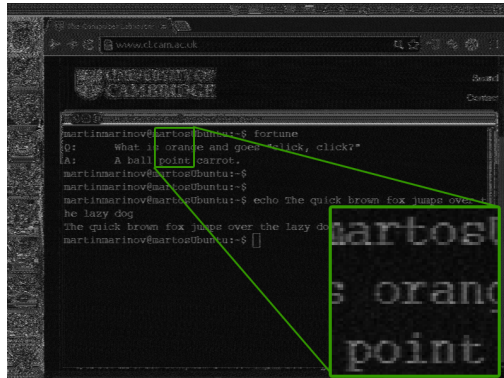 The Computer Laborator
www.cl.cam.ac.uk
UNIVERSITY OF
CAMBRIDGE
Contact
martinmarinov@martosUbuntu:~$ fortune
Q: What is orange and goes "click, click?"
A: A ball point carrot.
martinmarinov@martosUbuntu:~$
martinmarinov@martosUbuntu:~$
martinmarinov@martosUbuntu:~$ echo The quick brown fox jumps over t
he lazy dog
The quick brown fox jumps over the lazy do
martinmarinov@martosUbuntu:~$
martosU
s orang
point